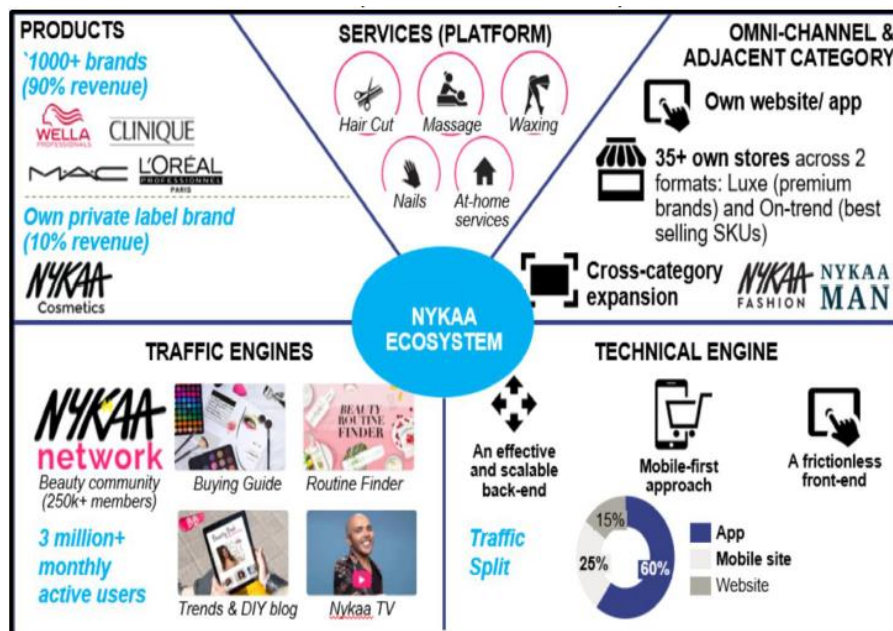 PRODUCTS
`1000+ brands
(90% revenue)
WELLA
PROFESSIONALS
CLINIQUE
MAC
L'ORÉAL
PROFESSIONNEL
PARIS
Own private label brand
(10% revenue)
NYKAA
Cosmetics
SERVICES (PLATFORM)
Hair Cut
Massage
Waxing
Nails
At-home
services
OMNI-CHANNEL &
ADJACENT CATEGORY
Own website/ app
35+ own stores across 2
formats: Luxe (premium
brands) and On-trend (best
selling SKUs)
Cross-category
expansion
NYKAA
FASHION
NYKAA
MAN
NYKAA
ECOSYSTEM
TRAFFIC ENGINES
NYKAA
network
Beauty community
(250k+ members)
Buying Guide
BEAUTY
ROUTINE
FINDER
Routine Finder
3 million+
monthly
active users
Trends & DIY blog
Nykaa TV
TECHNICAL ENGINE
An effective
and scalable
back-end
Mobile-first
approach
A frictionless
front-end
Traffic
Split
15%
25%
60%
App
Mobile site
Website